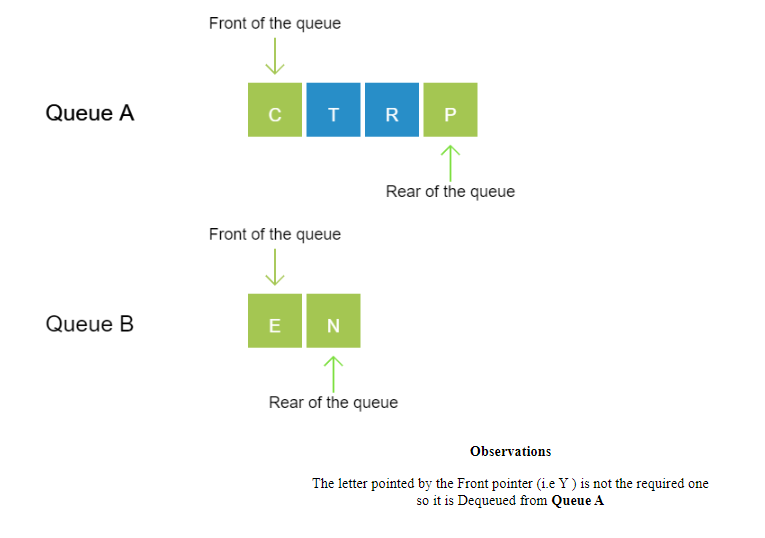 Front of the queue
Queue A
C T R P
Rear of the queue
Front of the queue
Queue B
E N
Rear of the queue
Observations
The letter pointed by the Front pointer (i.e Y ) is not the required one
so it is Dequeued from Queue A